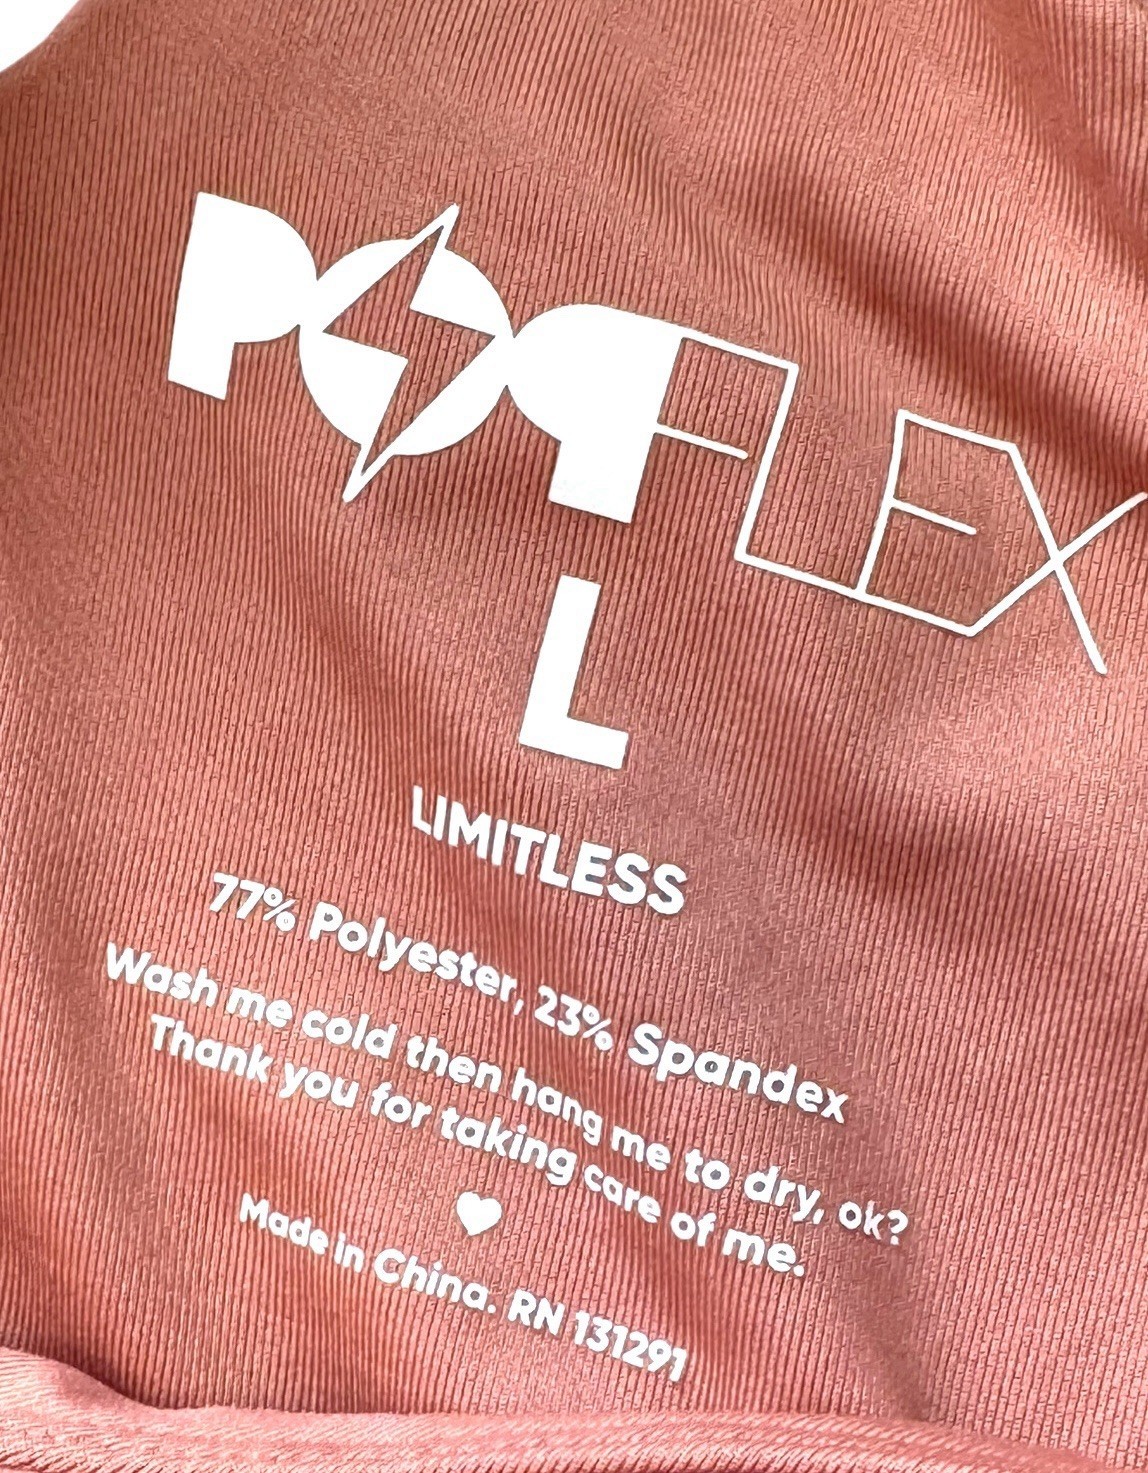 POPFLEX
L
LIMITLESS
77% Polyester, 23% Spandex
Wash me cold then hang me to dry, ok?
Thank you for taking care of me.
Made in China. RN 131291